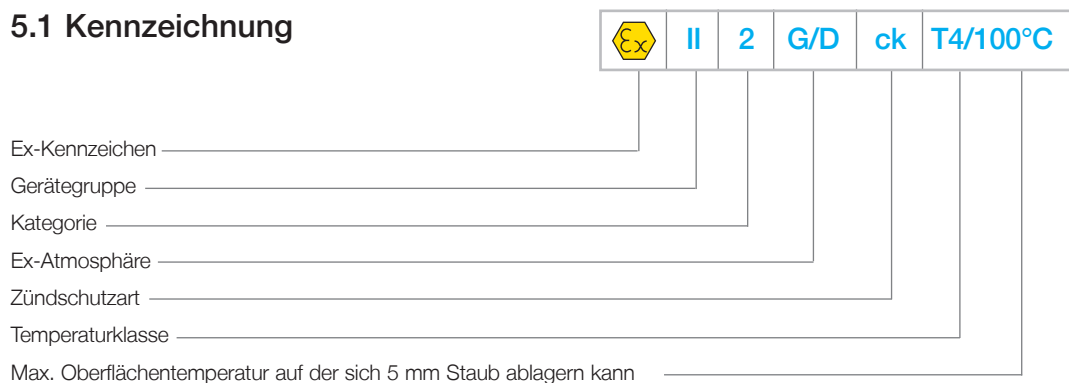 5.1 Kennzeichnung
Ex II 2 G/D ck T4/100°C
Ex-Kennzeichen
Gerätegruppe
Kategorie
Ex-Atmosphäre
Zündschutzart
Temperaturklasse
Max. Oberflächentemperatur auf der sich 5 mm Staub ablagern kann